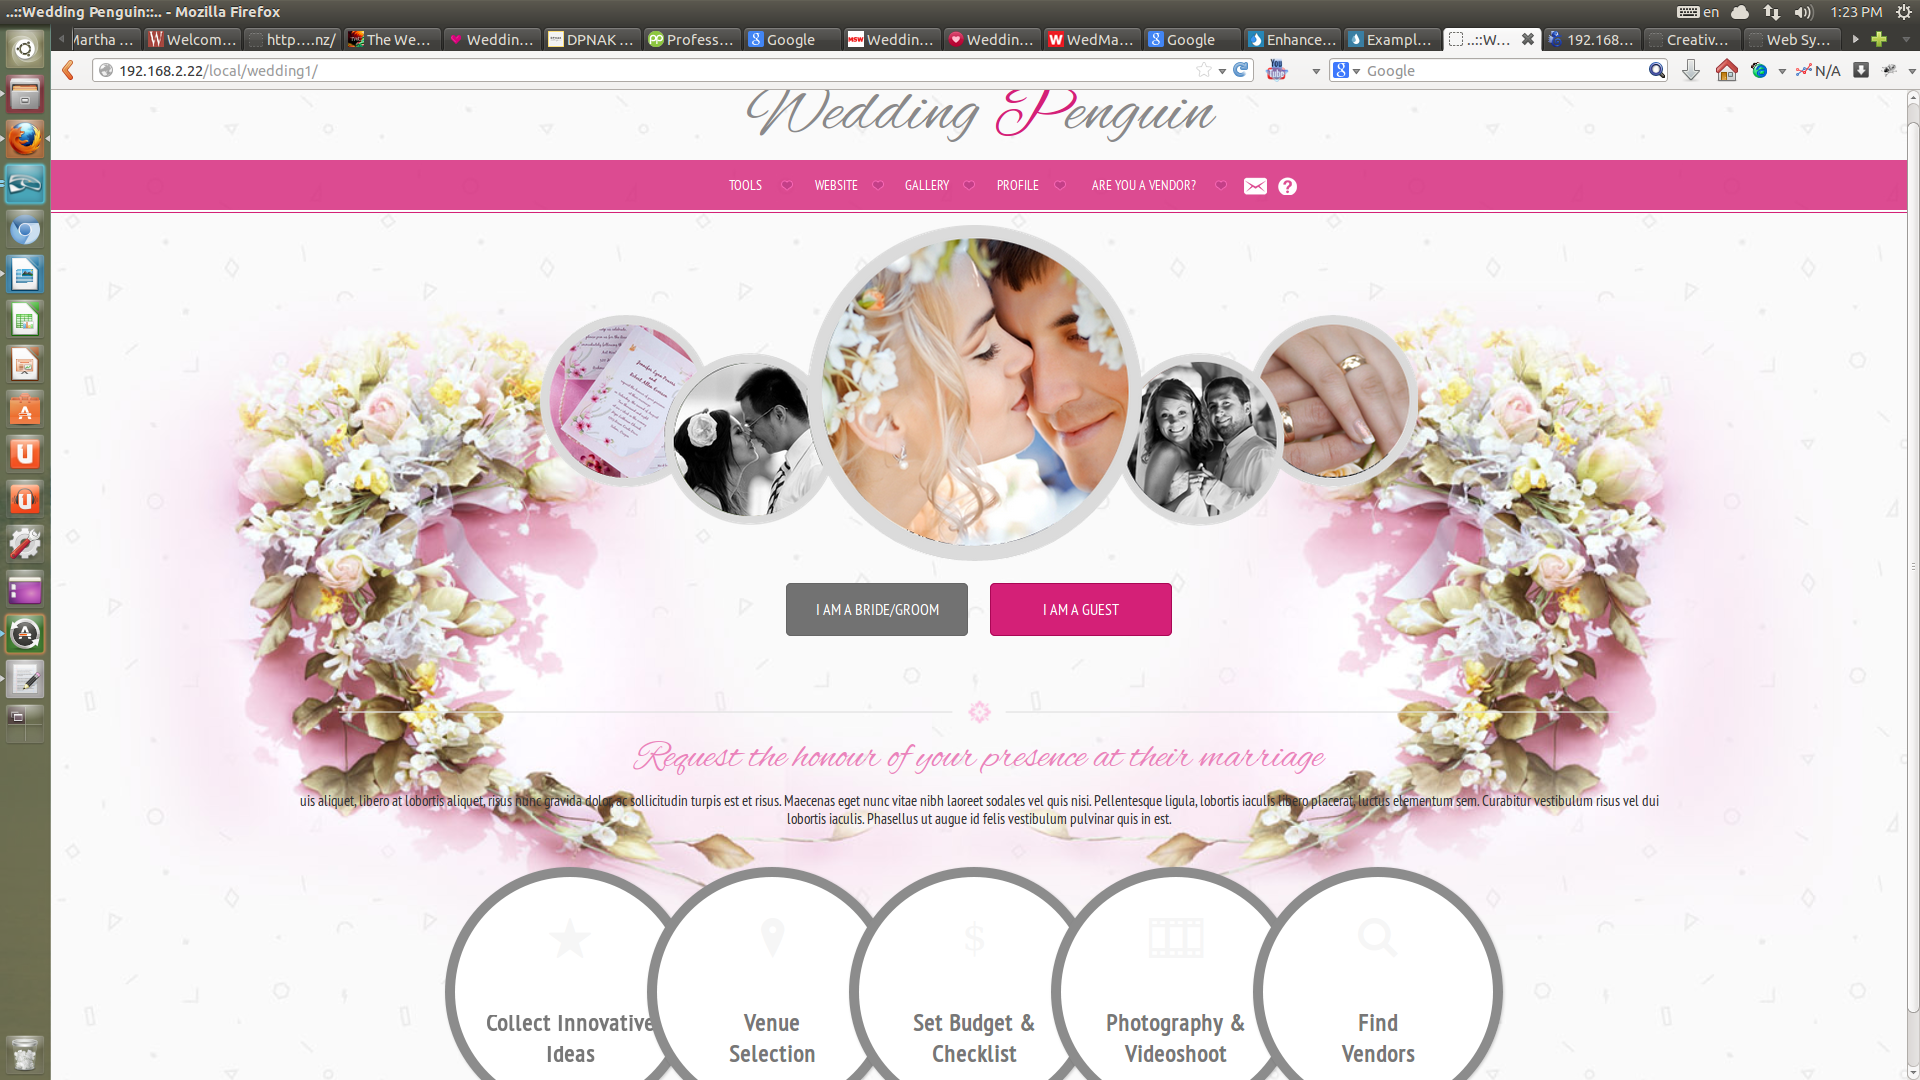 ..::Wedding Penguin::.. - Mozilla Firefox
en 1:23 PM
Martha ... Welcom... http....nz/ The We... Weddin... DPNAK ... Profess... Google Weddin... Weddin... WedMa... Google Enhance... Exampl... ..::W... 192.168... Creativ... Web Sy...
192.168.2.22/local/wedding1/ You Tube Google N/A
Wedding Penguin
TOOLS WEBSITE GALLERY PROFILE ARE YOU A VENDOR? ?
I AM A BRIDE/GROOM I AM A GUEST
Request the honour of your presence at their marriage
uis aliquet, libero at lobortis aliquet, risus nunc gravida dolor, ac sollicitudin turpis est et risus. Maecenas eget nunc vitae nibh laoreet sodales vel quis nisi. Pellentesque ligula, lobortis iaculis libero placerat, luctus elementum sem. Curabitur vestibulum risus vel dui
lobortis iaculis. Phasellus ut augue id felis vestibulum pulvinar quis in est.
$
Collect Innovative
Ideas
Venue
Selection
Set Budget &
Checklist
Photography &
Videoshoot
Find
Vendors